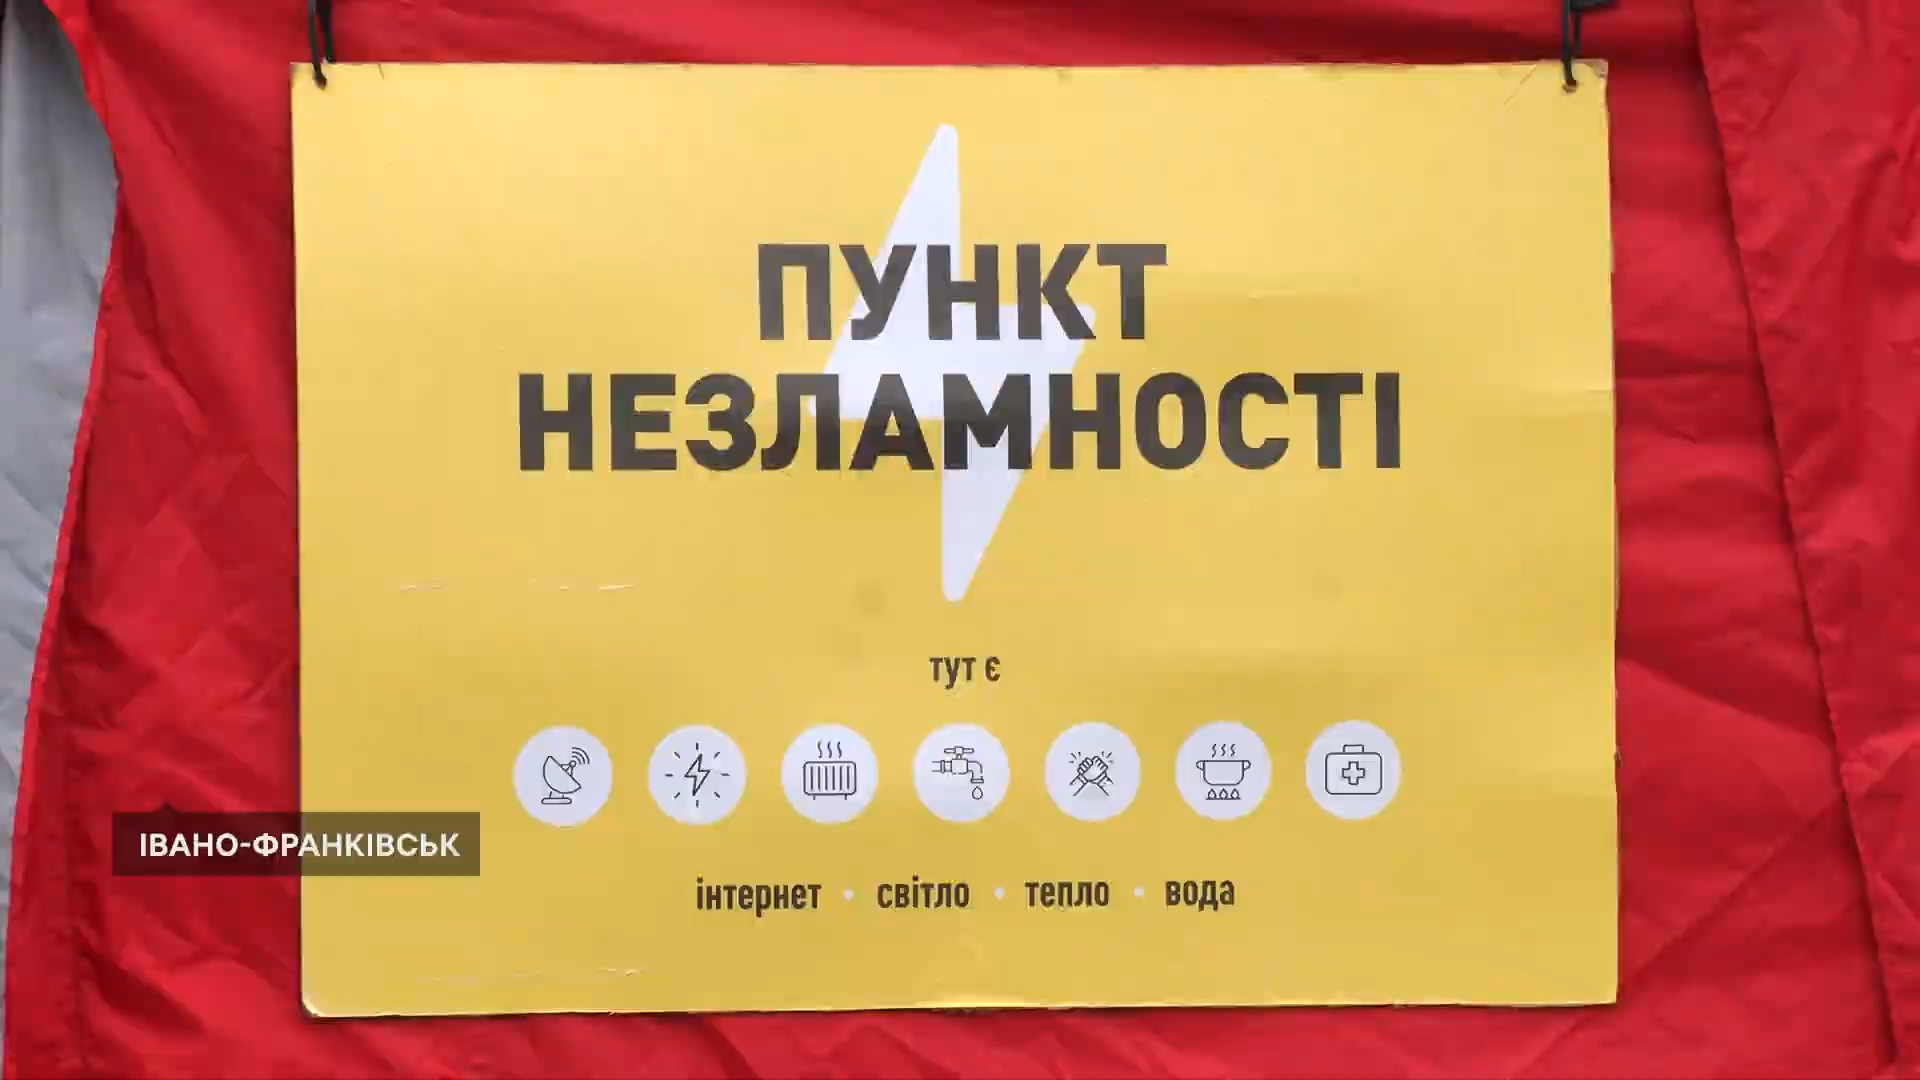 ПУНКТ
НЕЗЛАМНОСТІ
тут є
ІВАНО-ФРАНКІВСЬК
інтернет • світло • тепло • вода